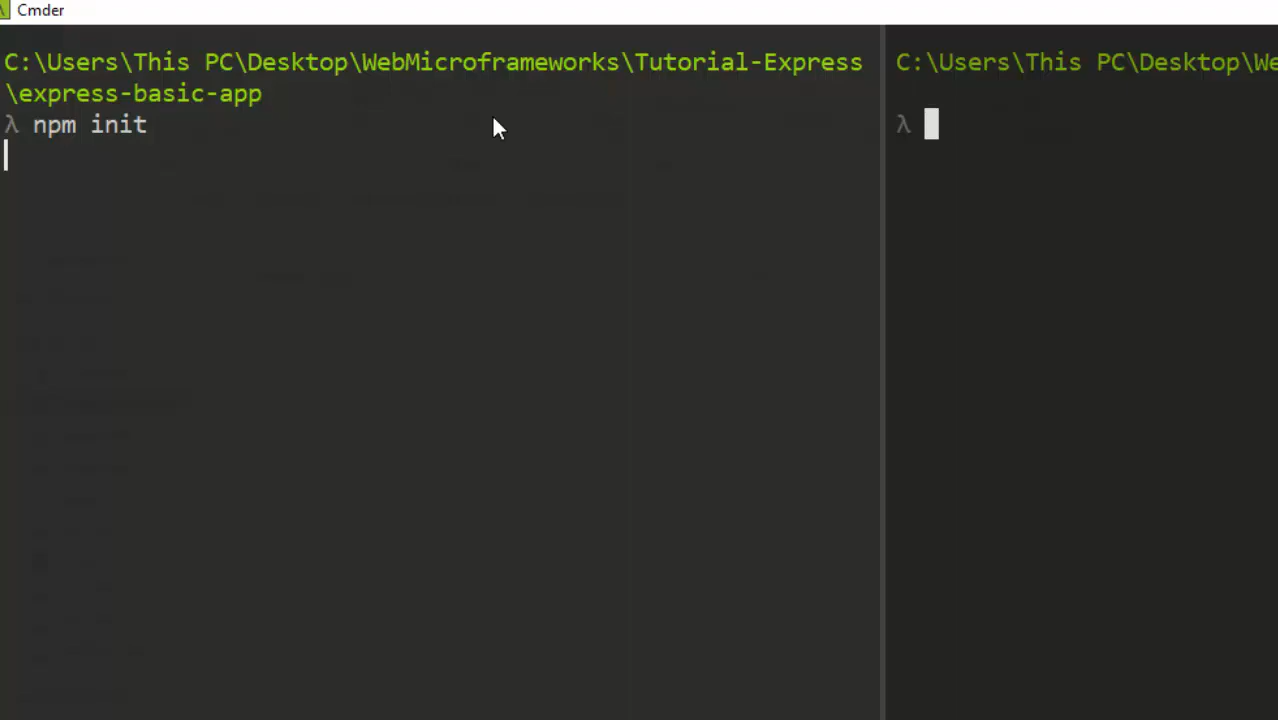 Cmder
C:\Users\This PC\Desktop\WebMicroframeworks\Tutorial-Express
\express-basic-app
λ npm init
C:\Users\This PC\Desktop\We
λ